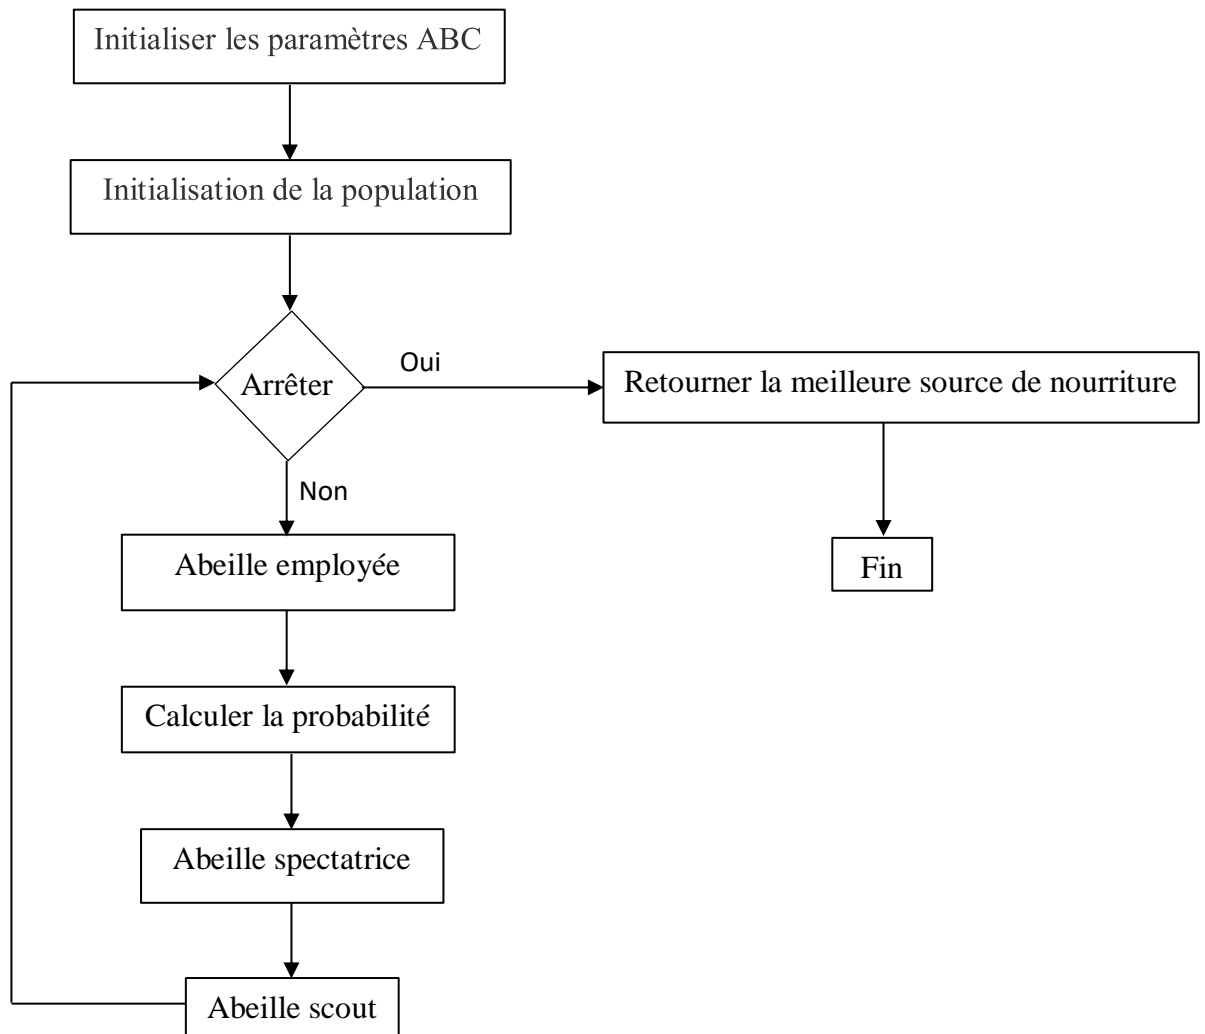 Initialiser les paramètres ABC
Initialisation de la population
Arrêter
Oui
Retourner la meilleure source de nourriture
Non
Abeille employée
Fin
Calculer la probabilité
Abeille spectatrice
Abeille scout